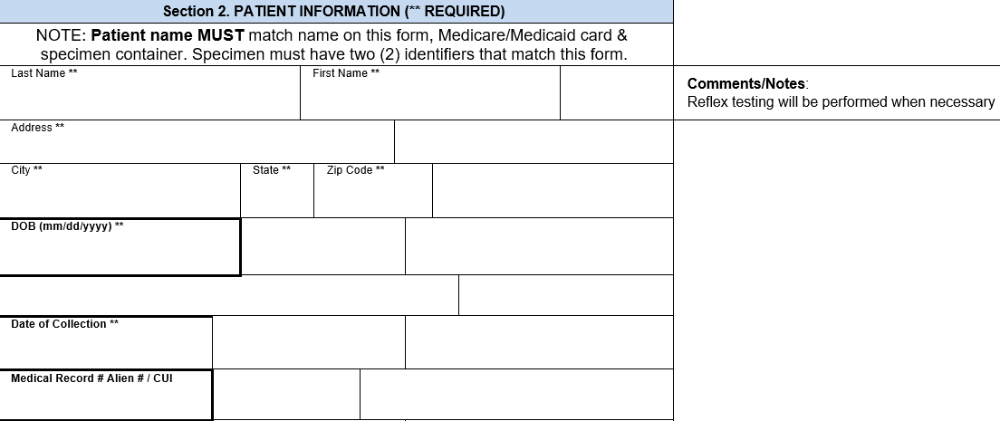 Section 2. PATIENT INFORMATION (** REQUIRED)
NOTE: Patient name MUST match name on this form, Medicare/Medicaid card &
specimen container. Specimen must have two (2) identifiers that match this form.
Last Name **
First Name **
Comments/Notes:
Reflex testing will be performed when necessary
Address **
City **
State **
Zip Code **
DOB (mm/dd/yyyy) **
Date of Collection **
Medical Record # Alien # / CUI